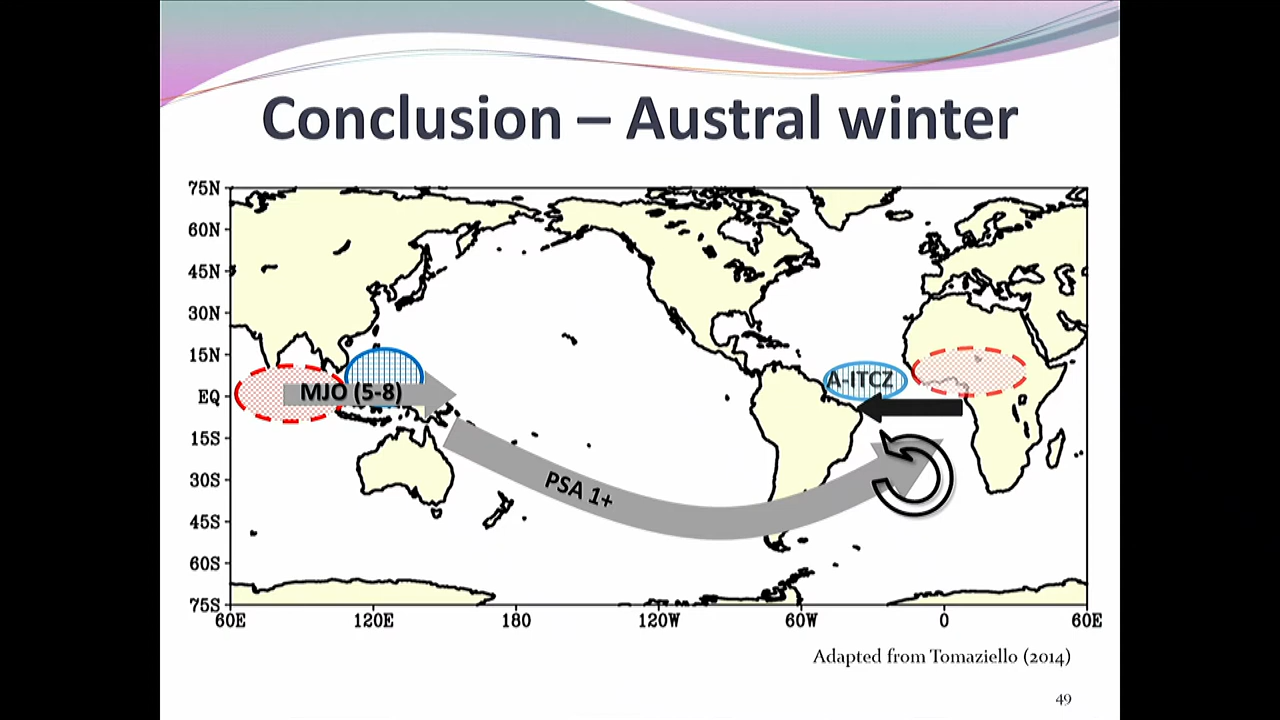 Conclusion – Austral winter
75N
60N
45N
30N
15N
EQ
15S
30S
45S
60S
75S
MJO (5-8)
A-ITCZ
PSA 1+
60E 120E 180 120W 60W 0 60E
Adapted from Tomaziello (2014)
49